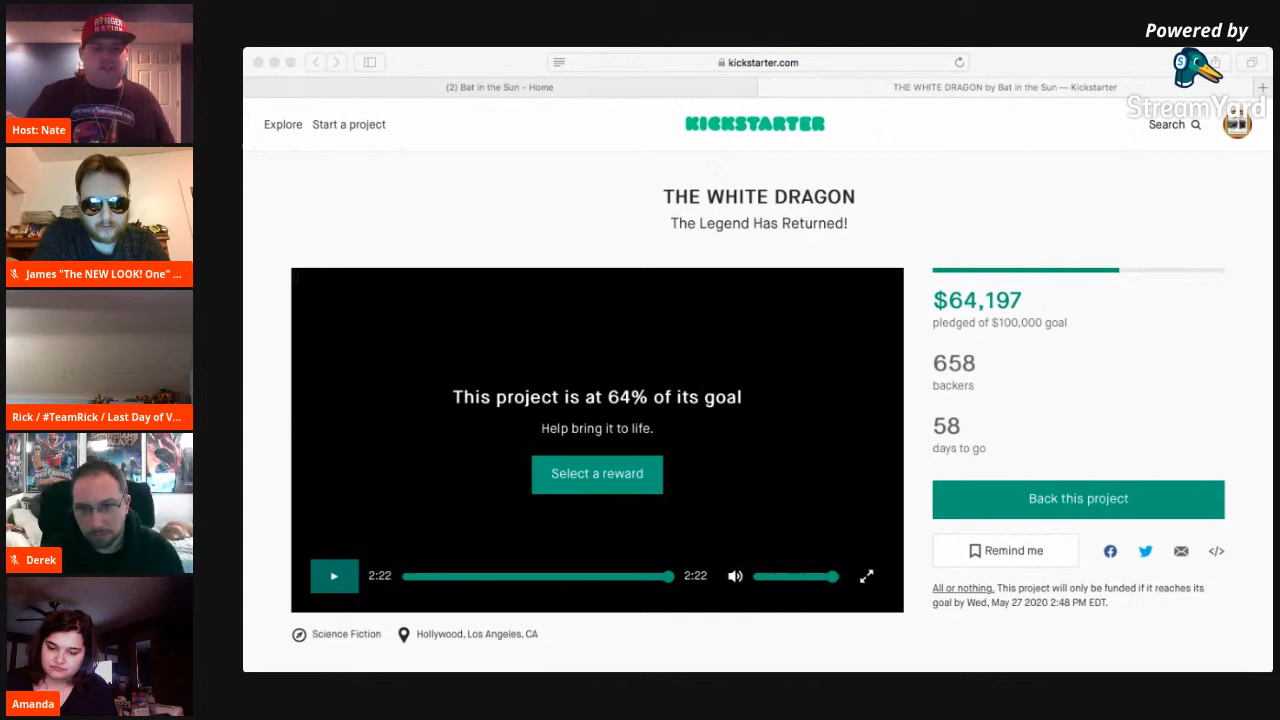 Powered by
StreamYard
Host: Nate
James "The NEW LOOK! One" ...
Rick / #TeamRick / Last Day of V...
Derek
Amanda
kickstarter.com
(2) Bat in the Sun - Home
THE WHITE DRAGON by Bat in the Sun — Kickstarter
Explore Start a project
KICKSTARTER
Search
THE WHITE DRAGON
The Legend Has Returned!
This project is at 64% of its goal
Help bring it to life.
Select a reward
2:22
2:22
Science Fiction
Hollywood, Los Angeles, CA
$64,197
pledged of $100,000 goal
658
backers
58
days to go
Back this project
Remind me
All or nothing. This project will only be funded if it reaches its
goal by Wed, May 27 2020 2:48 PM EDT.